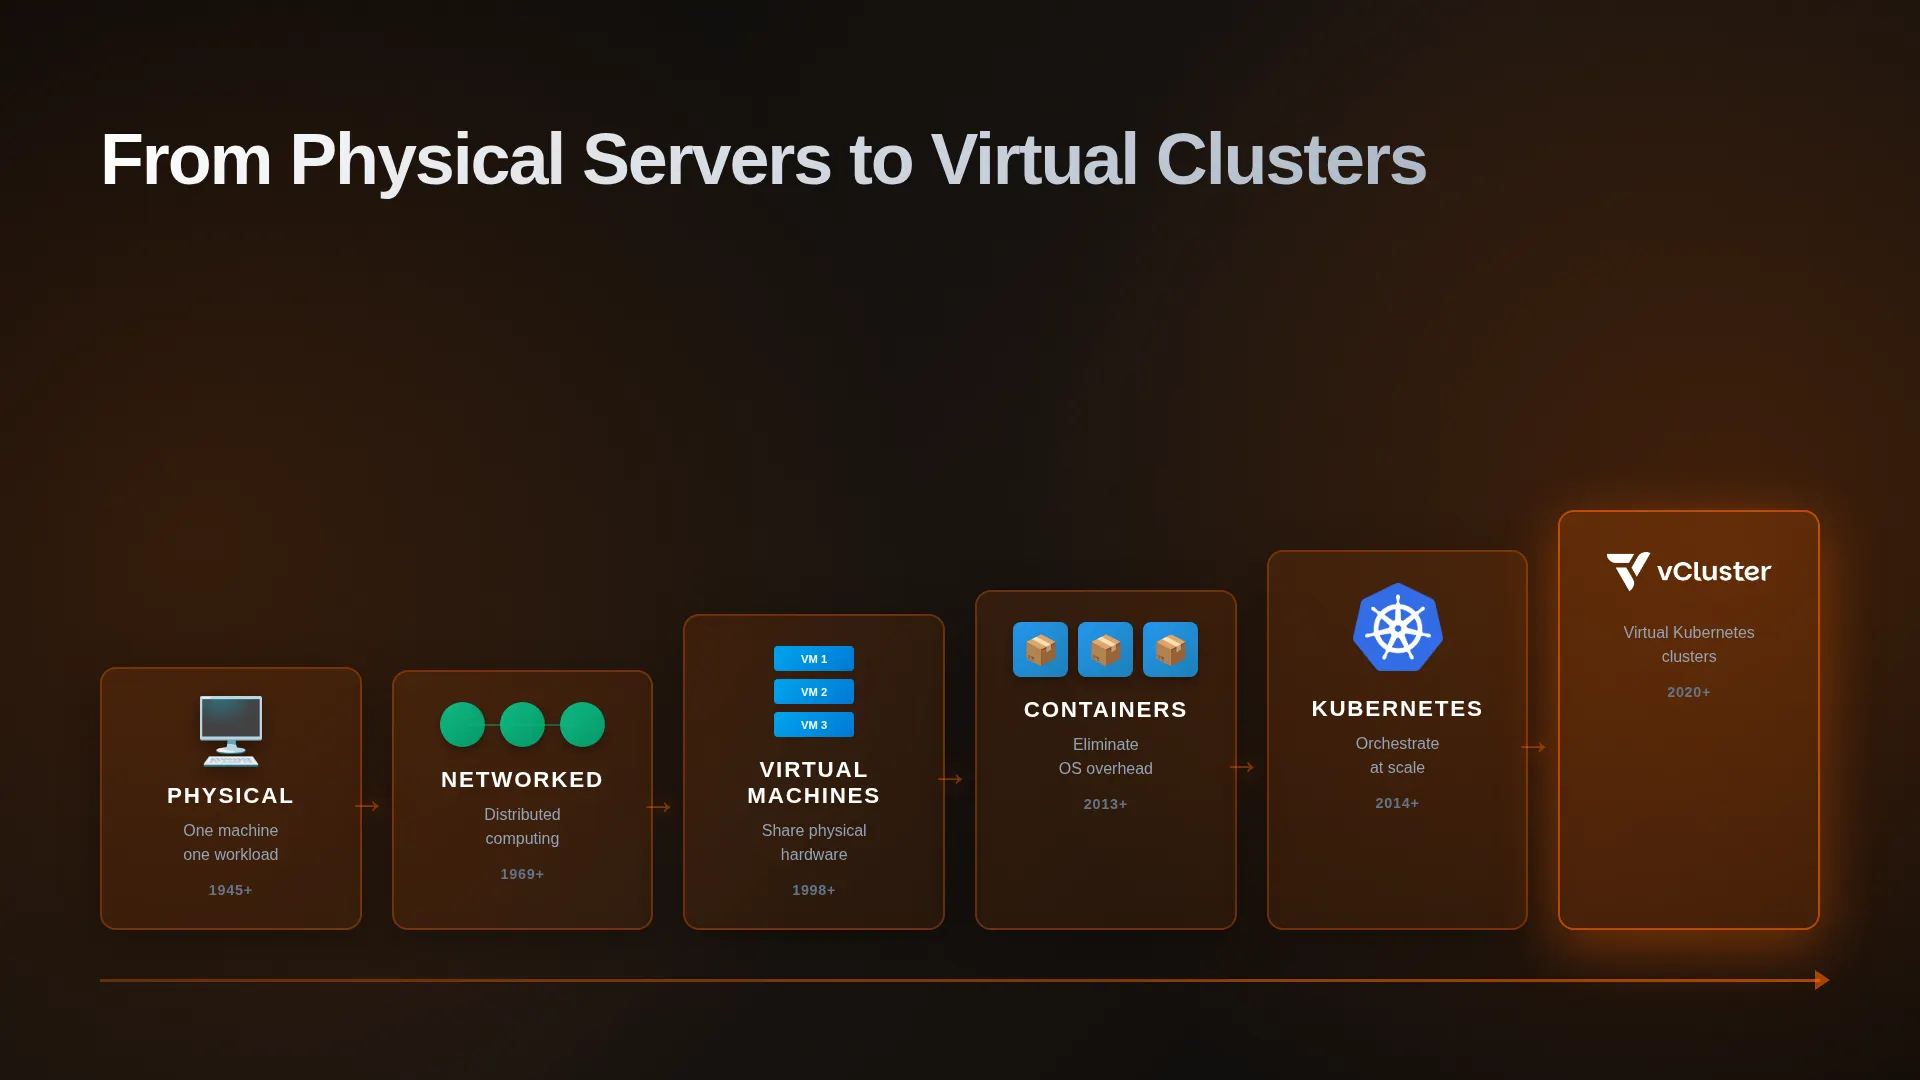 From Physical Servers to Virtual Clusters
PHYSICAL
One machine
one workload
1945+
→
NETWORKED
Distributed
computing
1969+
→
VM 1
VM 2
VM 3
VIRTUAL
MACHINES
Share physical
hardware
1998+
→
CONTAINERS
Eliminate
OS overhead
2013+
→
KUBERNETES
Orchestrate
at scale
2014+
→
vCluster
Virtual Kubernetes
clusters
2020+